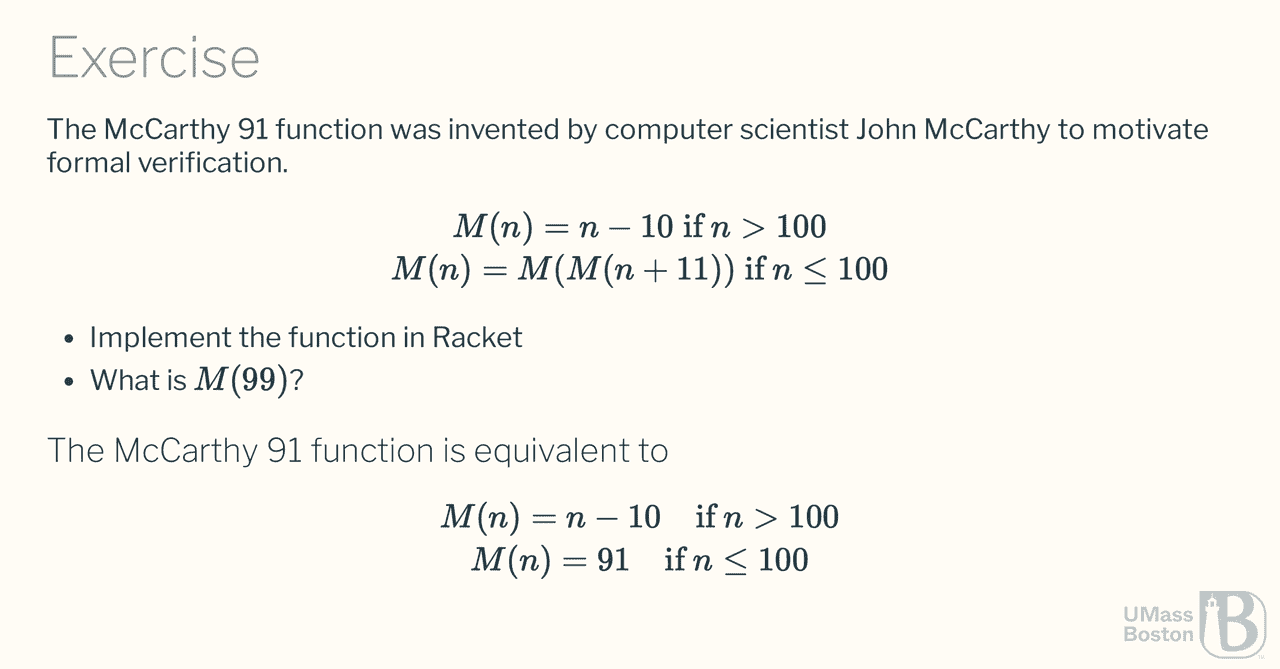 Exercise
The McCarthy 91 function was invented by computer scientist John McCarthy to motivate
formal verification.
M(n) = n − 10 if n > 100
M(n) = M(M(n + 11)) if n ≤ 100
• Implement the function in Racket
• What is M(99)?
The McCarthy 91 function is equivalent to
M(n) = n − 10 if n > 100
M(n) = 91 if n ≤ 100
UMass
Boston
B